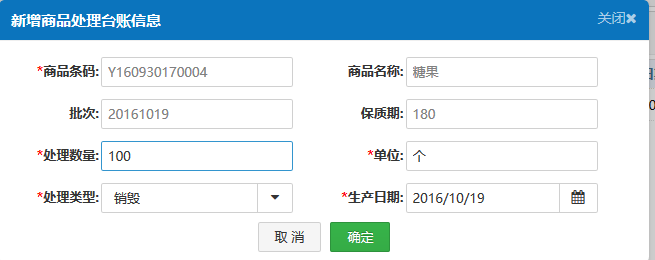 新增商品处理台账信息 关闭✖
*商品条码: Y160930170004 商品名称: 糖果
批次: 20161019 保质期: 180
*处理数量: 100 *单位: 个
*处理类型: 销毁 *生产日期: 2016/10/19
取 消 确定